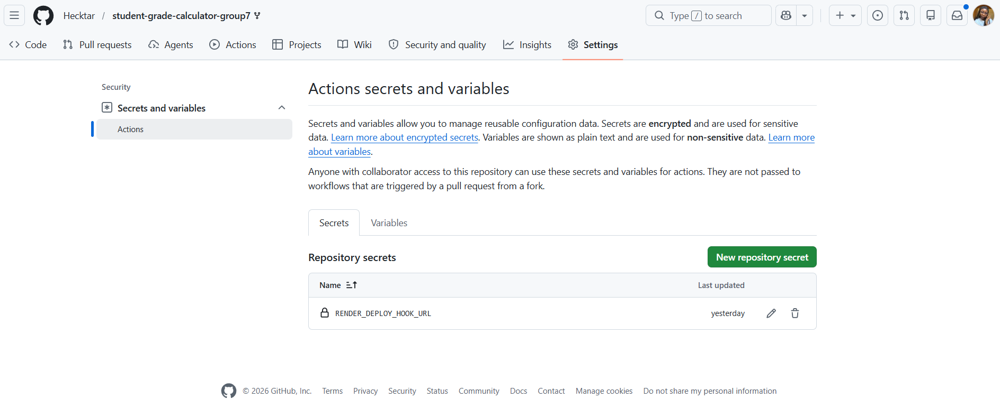 Hecktar / student-grade-calculator-group7
Type / to search
Code
Pull requests
Agents
Actions
Projects
Wiki
Security and quality
Insights
Settings
Security
Secrets and variables
Actions
Actions secrets and variables
Secrets and variables allow you to manage reusable configuration data. Secrets are encrypted and are used for sensitive
data. Learn more about encrypted secrets. Variables are shown as plain text and are used for non-sensitive data. Learn more
about variables.
Anyone with collaborator access to this repository can use these secrets and variables for actions. They are not passed to
workflows that are triggered by a pull request from a fork.
Secrets
Variables
Repository secrets
New repository secret
Name
Last updated
RENDER_DEPLOY_HOOK_URL
yesterday
© 2026 GitHub, Inc.
Terms
Privacy
Security
Status
Community
Docs
Contact
Manage cookies
Do not share my personal information